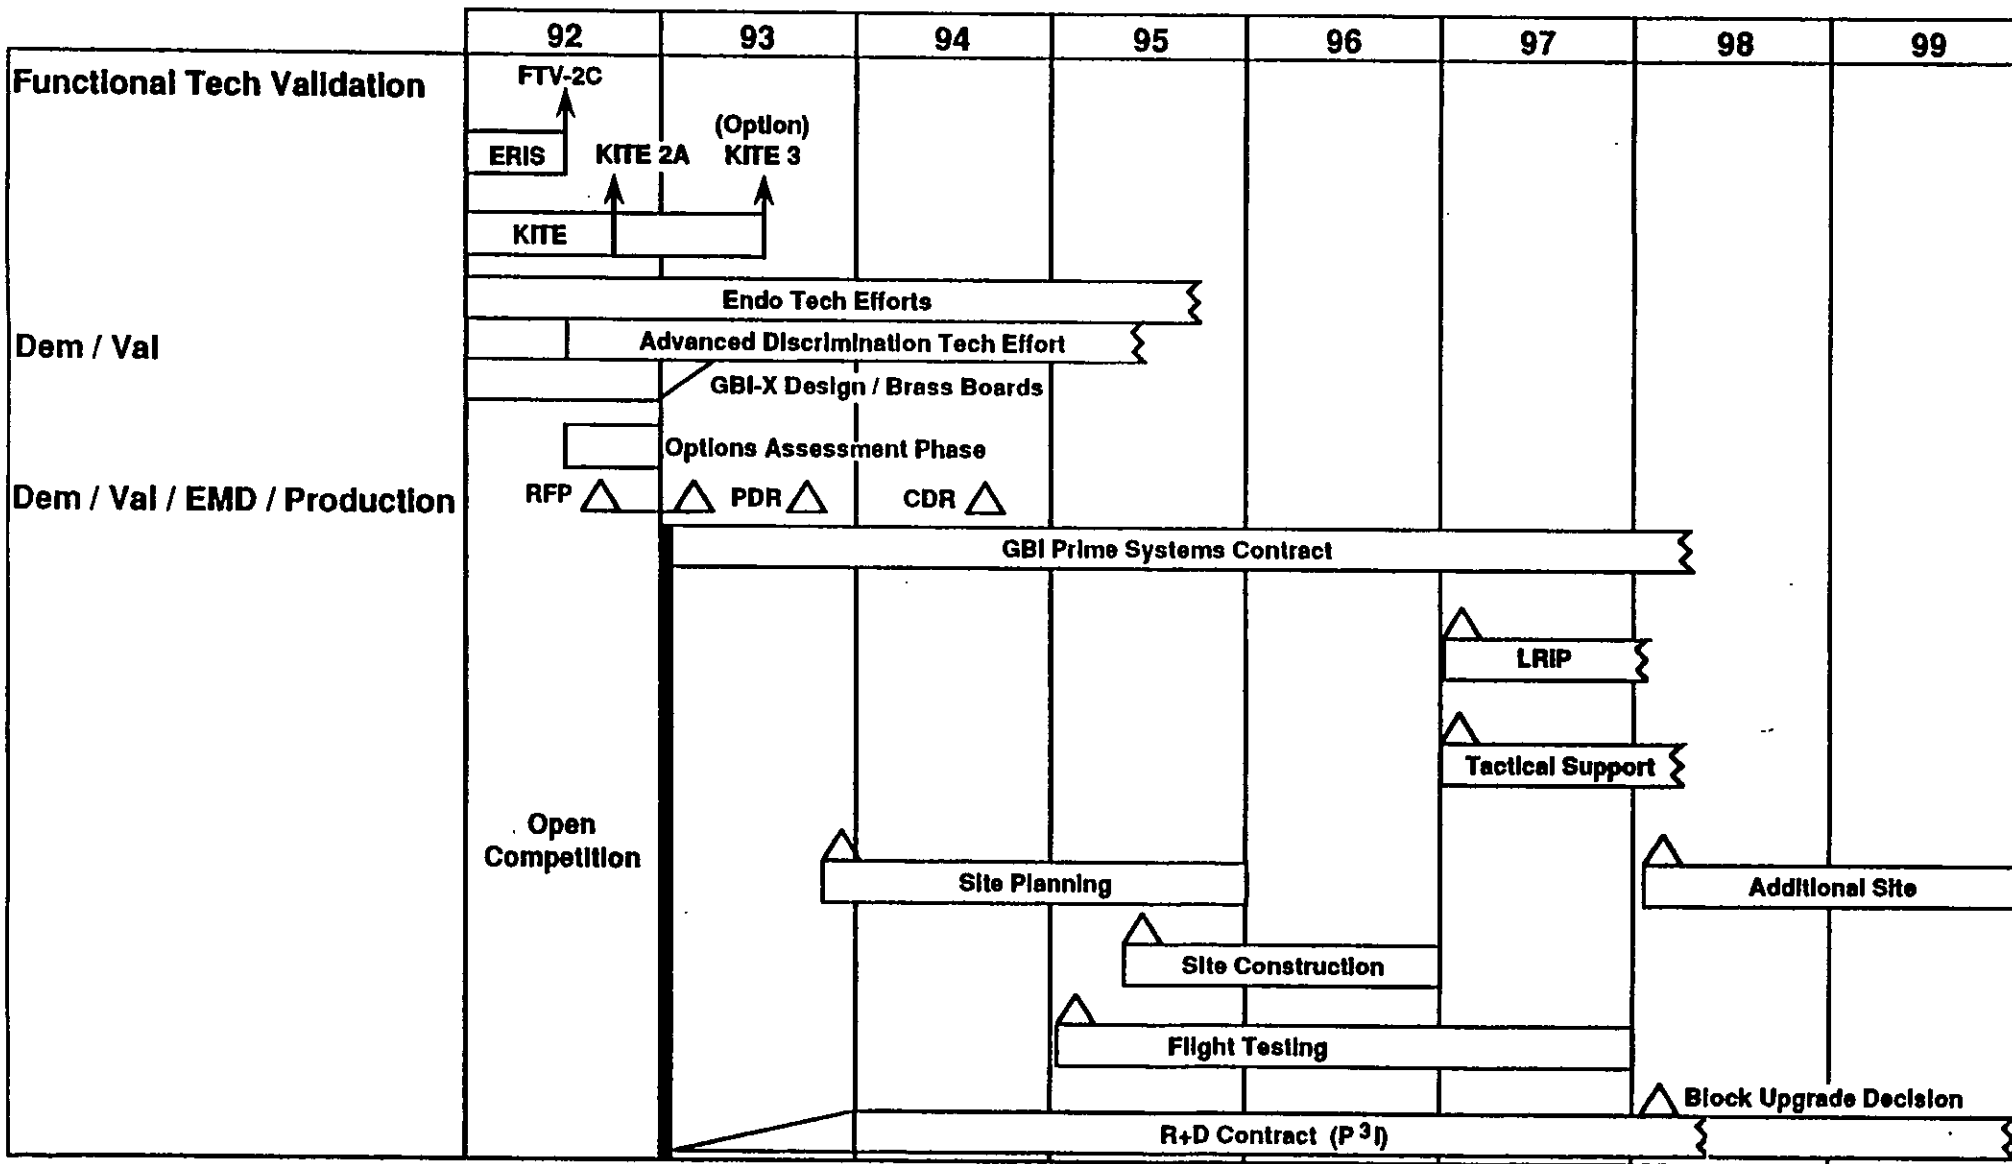 92 93 94 95 96 97 98 99
Functional Tech Validation
FTV-2C
(Option)
ERIS KITE 2A KITE 3
KITE
Endo Tech Efforts
Dem / Val
Advanced Discrimination Tech Effort
GBI-X Design / Brass Boards
Options Assessment Phase
Dem / Val / EMD / Production
RFP PDR CDR
GBI Prime Systems Contract
LRIP
Tactical Support
Open
Competition
Site Planning
Additional Site
Site Construction
Flight Testing
Block Upgrade Decision
R+D Contract (P³I)